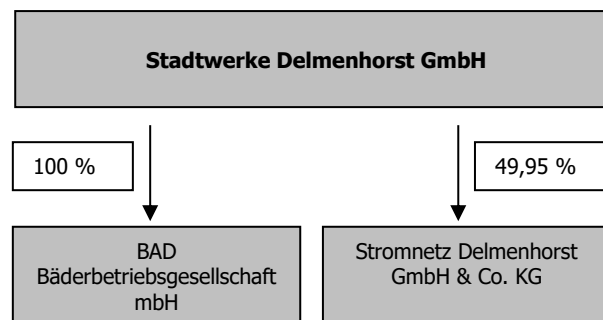 Stadtwerke Delmenhorst GmbH
100 %
49,95 %
BAD
Bäderbetriebsgesellschaft
mbH
Stromnetz Delmenhorst
GmbH & Co. KG